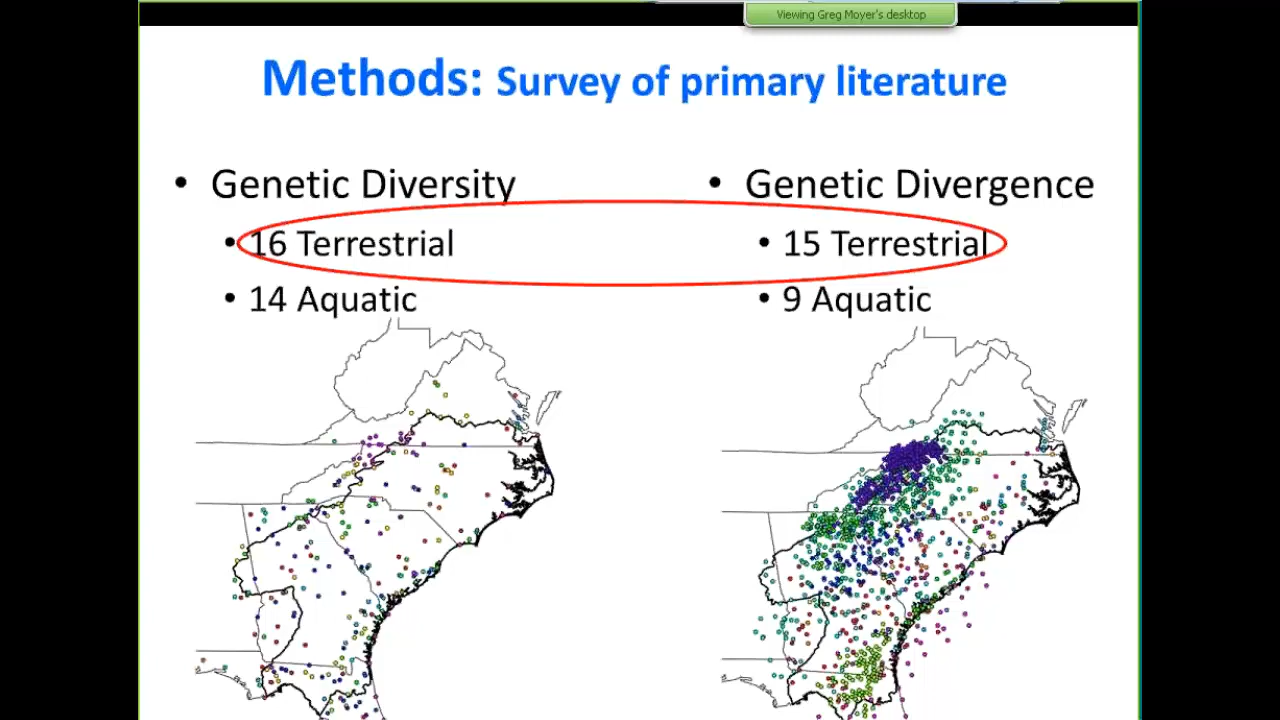 Viewing Greg Moyer's desktop
Methods: Survey of primary literature
• Genetic Diversity
• 16 Terrestrial
• 14 Aquatic
• Genetic Divergence
• 15 Terrestrial
• 9 Aquatic